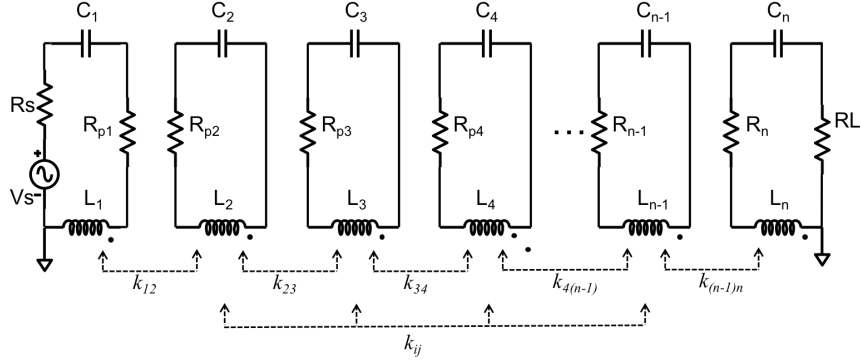 C1 C2 C3 C4 Cn-1 Cn
Rs Rp1 Rp2 Rp3 Rp4 ... Rn-1 Rn RL
+
Vs -
L1 L2 L3 L4 Ln-1 Ln
k12 k23 k34 k4(n-1) k(n-1)n
kij